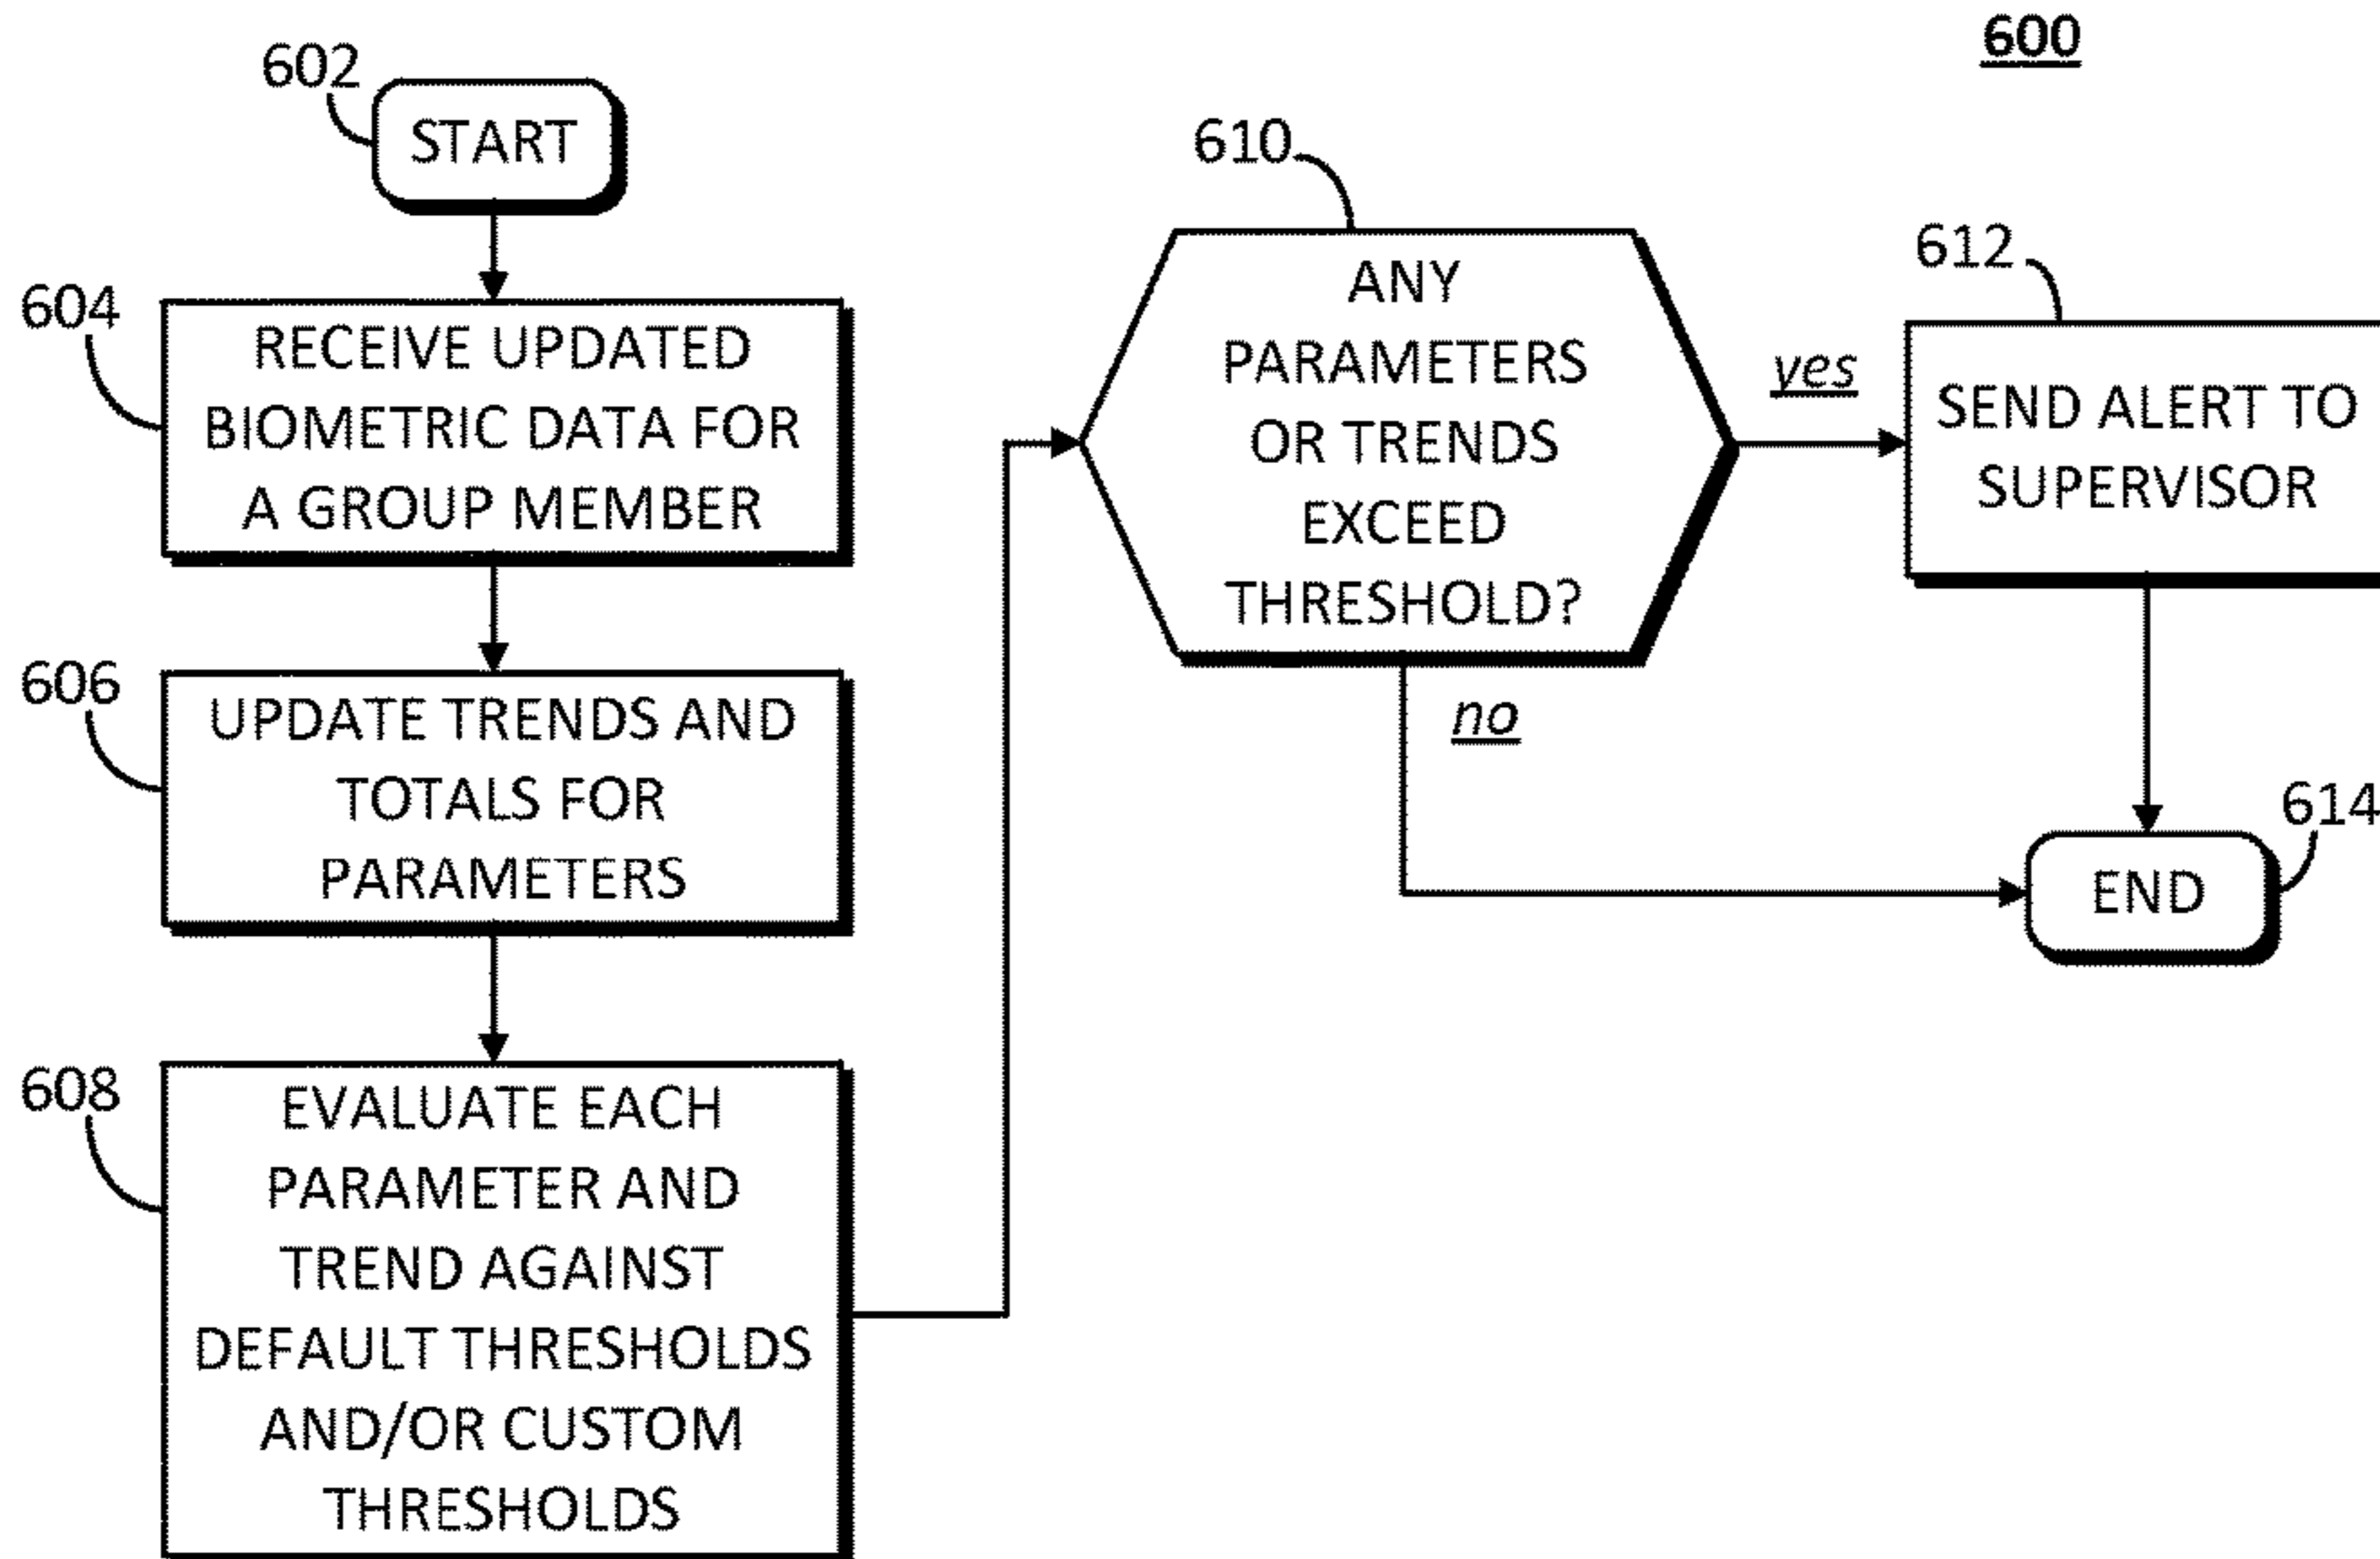 600
602
START
604
RECEIVE UPDATED
BIOMETRIC DATA FOR
A GROUP MEMBER
606
UPDATE TRENDS AND
TOTALS FOR
PARAMETERS
608
EVALUATE EACH
PARAMETER AND
TREND AGAINST
DEFAULT THRESHOLDS
AND/OR CUSTOM
THRESHOLDS
610
ANY
PARAMETERS
OR TRENDS
EXCEED
THRESHOLD?
yes
no
612
SEND ALERT TO
SUPERVISOR
614
END